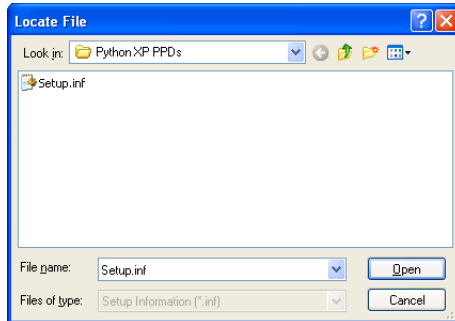 Locate File
Look in: Python XP PPDs
Setup.inf
File name: Setup.inf Open
Files of type: Setup Information (*.inf) Cancel